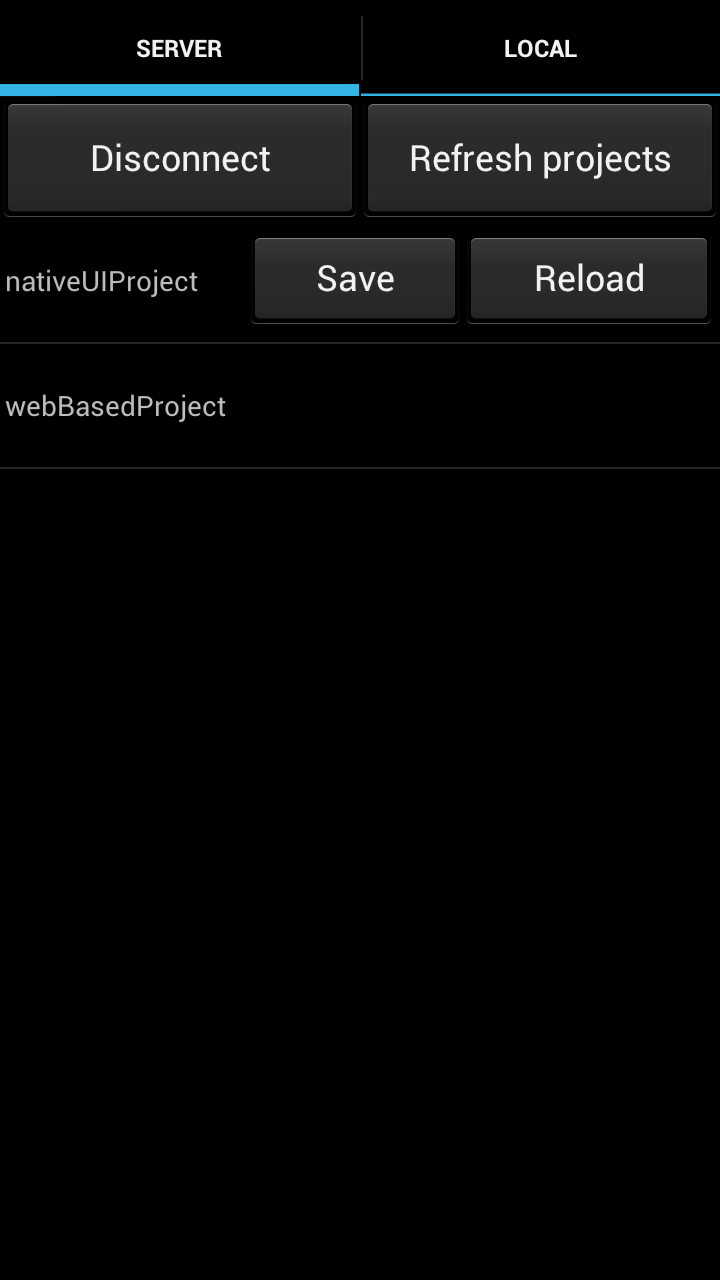 SERVER LOCAL
Disconnect Refresh projects
nativeUIProject Save Reload
webBasedProject